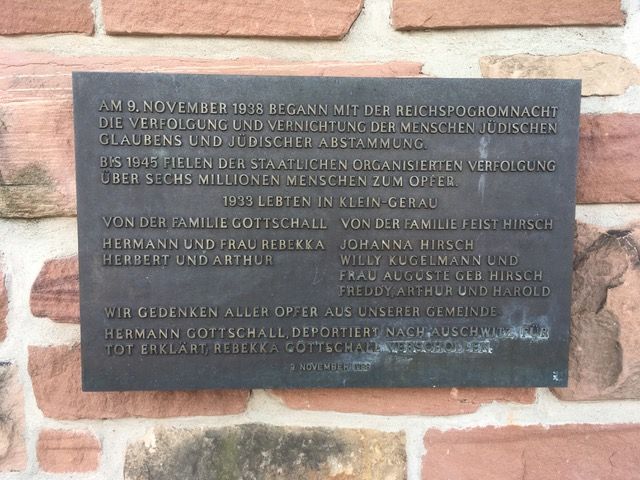 AM 9. NOVEMBER 1938 BEGANN MIT DER REICHSPOGROMNACHT
DIE VERFOLGUNG UND VERNICHTUNG DER MENSCHEN JÜDISCHEN
GLAUBENS UND JÜDISCHER ABSTAMMUNG.
BIS 1945 FIELEN DER STAATLICHEN ORGANISIERTEN VERFOLGUNG
ÜBER SECHS MILLIONEN MENSCHEN ZUM OPFER.
1933 LEBTEN IN KLEIN-GERAU
VON DER FAMILIE GOTTSCHALL VON DER FAMILIE FEIST HIRSCH
HERMANN UND FRAU REBEKKA JOHANNA HIRSCH
HERBERT UND ARTHUR WILLY KUGELMANN UND
FRAU AUGUSTE GEB. HIRSCH
FREDDY, ARTHUR UND HAROLD
WIR GEDENKEN ALLER OPFER AUS UNSERER GEMEINDE
HERMANN GOTTSCHALL, DEPORTIERT NACH AUSCHWITZ, FÜR
TOT ERKLÄRT, REBEKKA GOTTSCHALL VERSCHOLLEN.
9. NOVEMBER